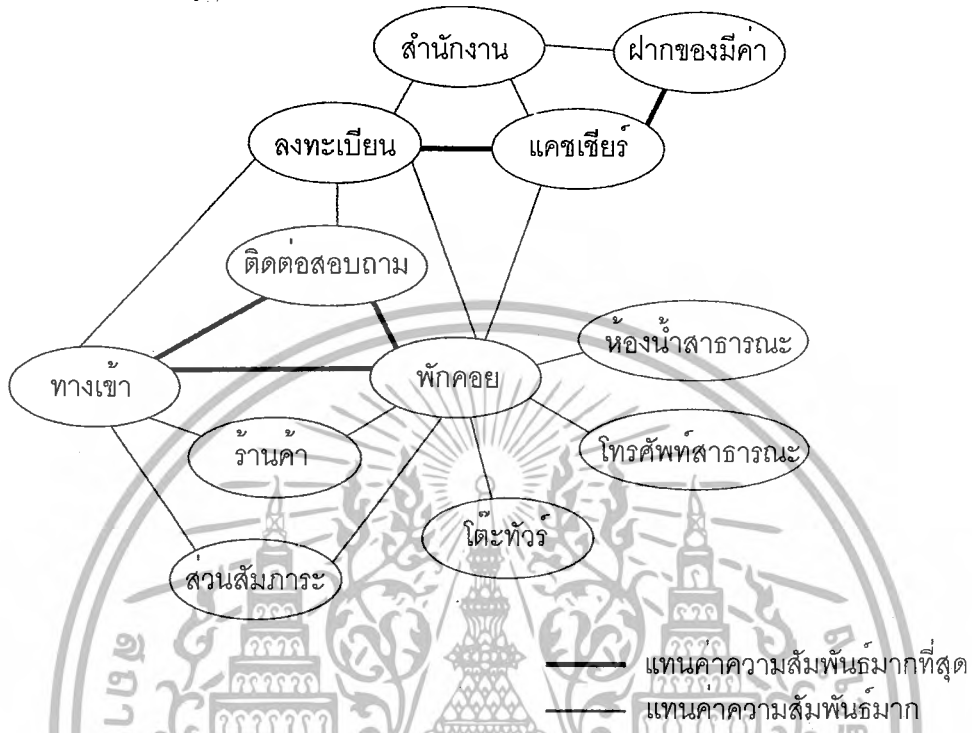 สำนักงาน
ฝากของมีค่า
ลงทะเบียน
แคชเชียร์
ติดต่อสอบถาม
ห้องน้ำสาธารณะ
ทางเข้า
พักคอย
ร้านค้า
โทรศัพท์สาธารณะ
โต๊ะทัวร์
ส่วนสัมภาระ
แทนค่าความสัมพันธ์มากที่สุด
แทนค่าความสัมพันธ์มาก